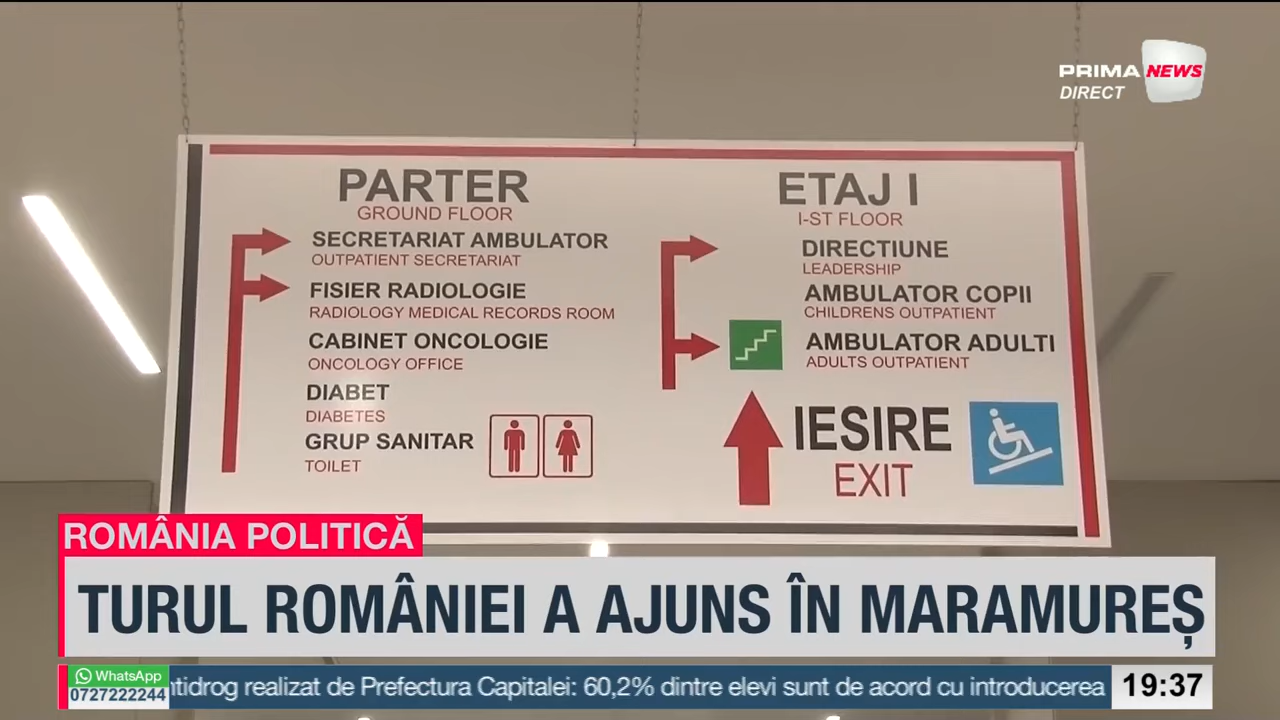 PRIMA NEWS
DIRECT
PARTER
GROUND FLOOR
SECRETARIAT AMBULATOR
OUTPATIENT SECRETARIAT
FISIER RADIOLOGIE
RADIOLOGY MEDICAL RECORDS ROOM
CABINET ONCOLOGIE
ONCOLOGY OFFICE
DIABET
DIABETES
GRUP SANITAR
TOILET
ETAJ I
I-ST FLOOR
DIRECTIUNE
LEADERSHIP
AMBULATOR COPII
CHILDRENS OUTPATIENT
AMBULATOR ADULTI
ADULTS OUTPATIENT
IESIRE
EXIT
ROMÂNIA POLITICĂ
TURUL ROMÂNIEI A AJUNS ÎN MARAMUREȘ
WhatsApp
0727222244
ntidrog realizat de Prefectura Capitalei: 60,2% dintre elevi sunt de acord cu introducerea
19:37